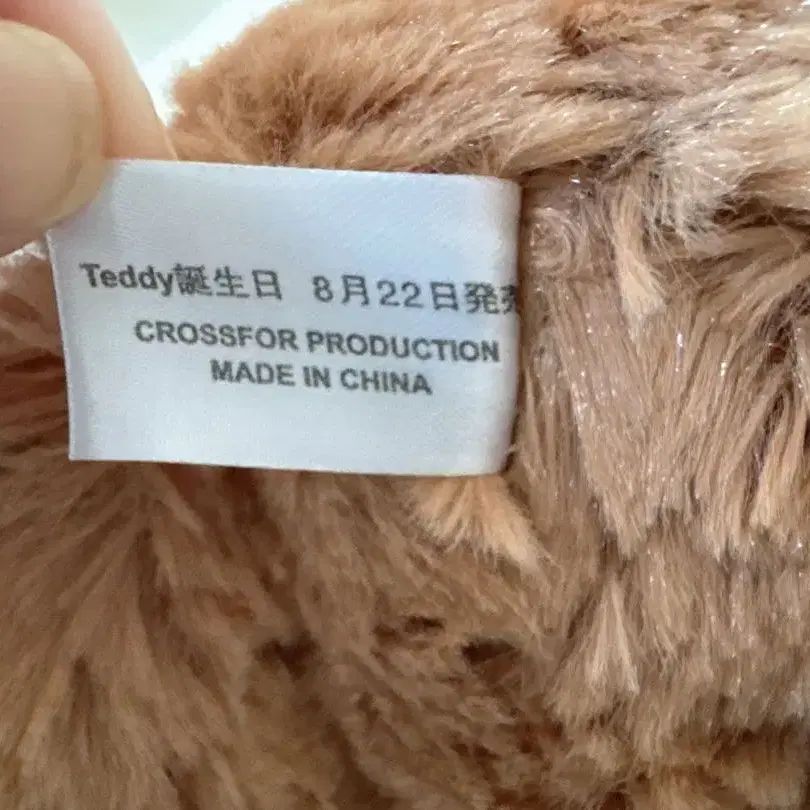 Teddy誕生日 8月22日発売
CROSSFOR PRODUCTION
MADE IN CHINA